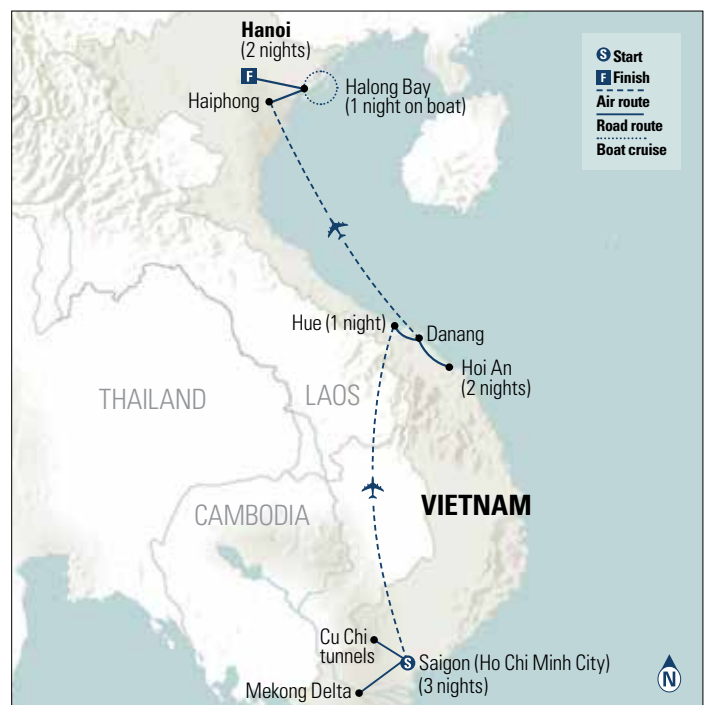 Hanoi
(2 nights)
F
Haiphong
Halong Bay
(1 night on boat)
S Start
F Finish
Air route
Road route
Boat cruise
Hue (1 night)
Danang
Hoi An
(2 nights)
THAILAND
LAOS
CAMBODIA
VIETNAM
Cu Chi
tunnels
S
Saigon (Ho Chi Minh City)
(3 nights)
Mekong Delta
N